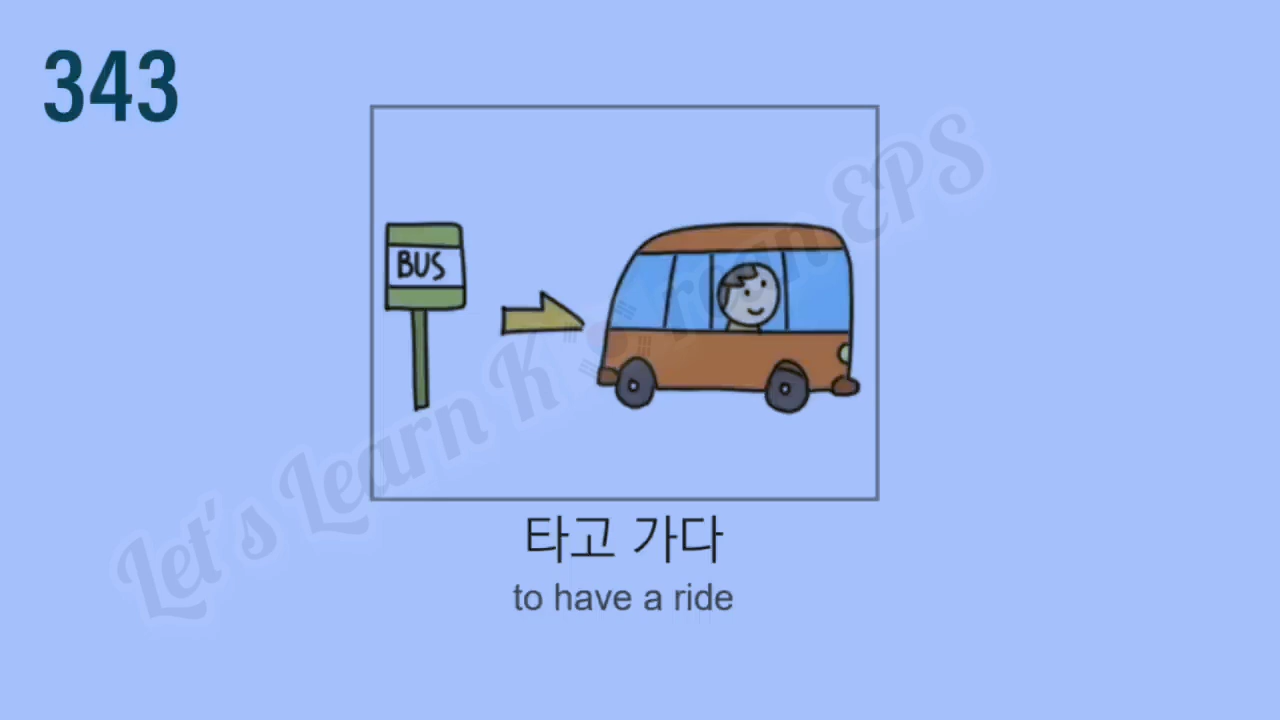 343
BUS
타고 가다
to have a ride
Let's Learn Korean EPS